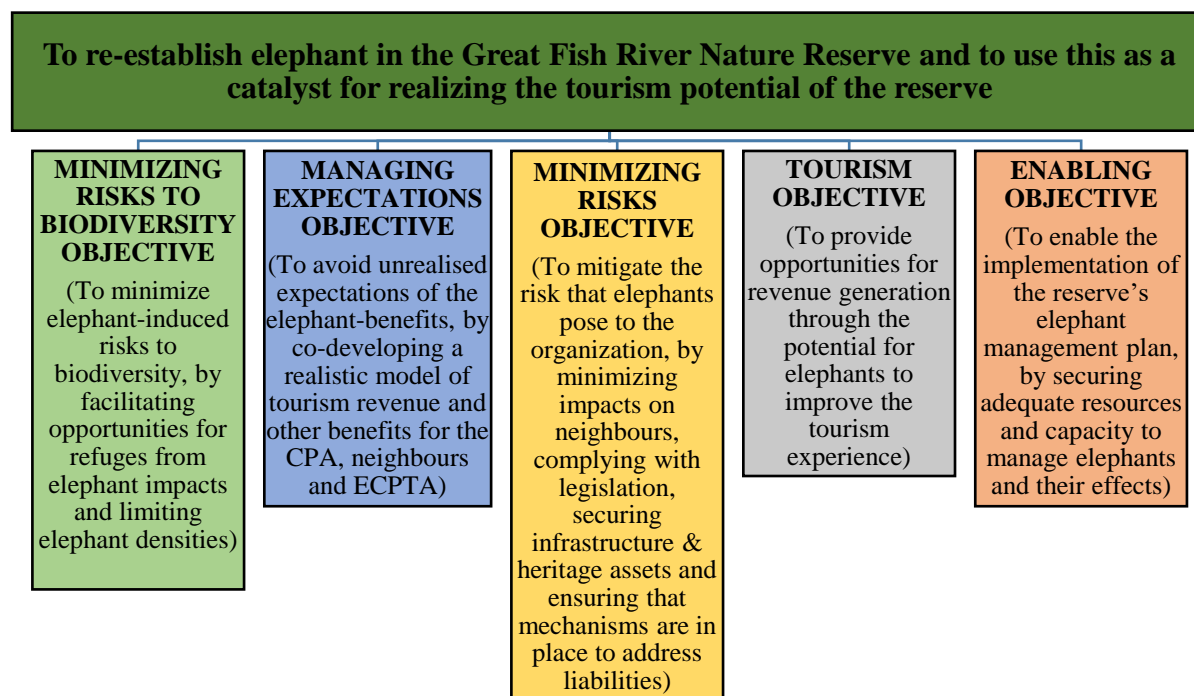 To re-establish elephant in the Great Fish River Nature Reserve and to use this as a
catalyst for realizing the tourism potential of the reserve
MINIMIZING
RISKS TO
BIODIVERSITY
OBJECTIVE
(To minimize
elephant-induced
risks to
biodiversity, by
facilitating
opportunities for
refuges from
elephant impacts
and limiting
elephant densities)
MANAGING
EXPECTATIONS
OBJECTIVE
(To avoid unrealised
expectations of the
elephant-benefits, by
co-developing a
realistic model of
tourism revenue and
other benefits for the
CPA, neighbours
and ECPTA)
MINIMIZING
RISKS
OBJECTIVE
(To mitigate the
risk that elephants
pose to the
organization, by
minimizing
impacts on
neighbours,
complying with
legislation,
securing
infrastructure &
heritage assets and
ensuring that
mechanisms are in
place to address
liabilities)
TOURISM
OBJECTIVE
(To provide
opportunities for
revenue generation
through the
potential for
elephants to
improve the
tourism
experience)
ENABLING
OBJECTIVE
(To enable the
implementation of
the reserve’s
elephant
management plan,
by securing
adequate resources
and capacity to
manage elephants
and their effects)